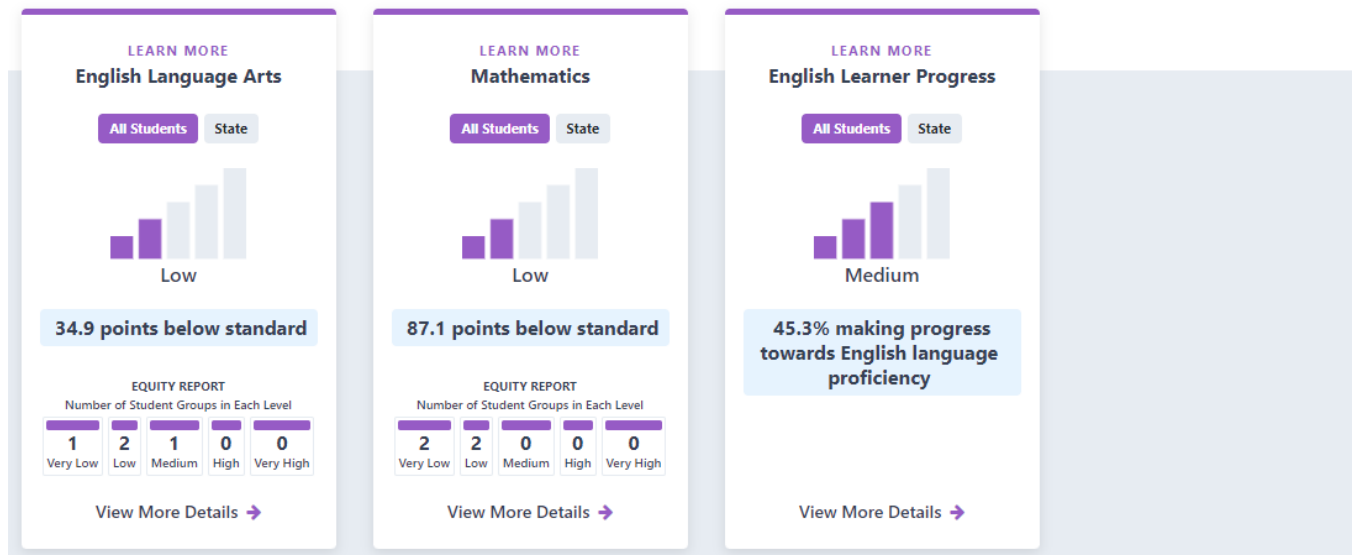 LEARN MORE
English Language Arts
All Students State
Low
34.9 points below standard
EQUITY REPORT
Number of Student Groups in Each Level
1 2 1 0 0
Very Low Low Medium High Very High
View More Details
LEARN MORE
Mathematics
All Students State
Low
87.1 points below standard
EQUITY REPORT
Number of Student Groups in Each Level
2 2 0 0 0
Very Low Low Medium High Very High
View More Details
LEARN MORE
English Learner Progress
All Students State
Medium
45.3% making progress
towards English language
proficiency
View More Details